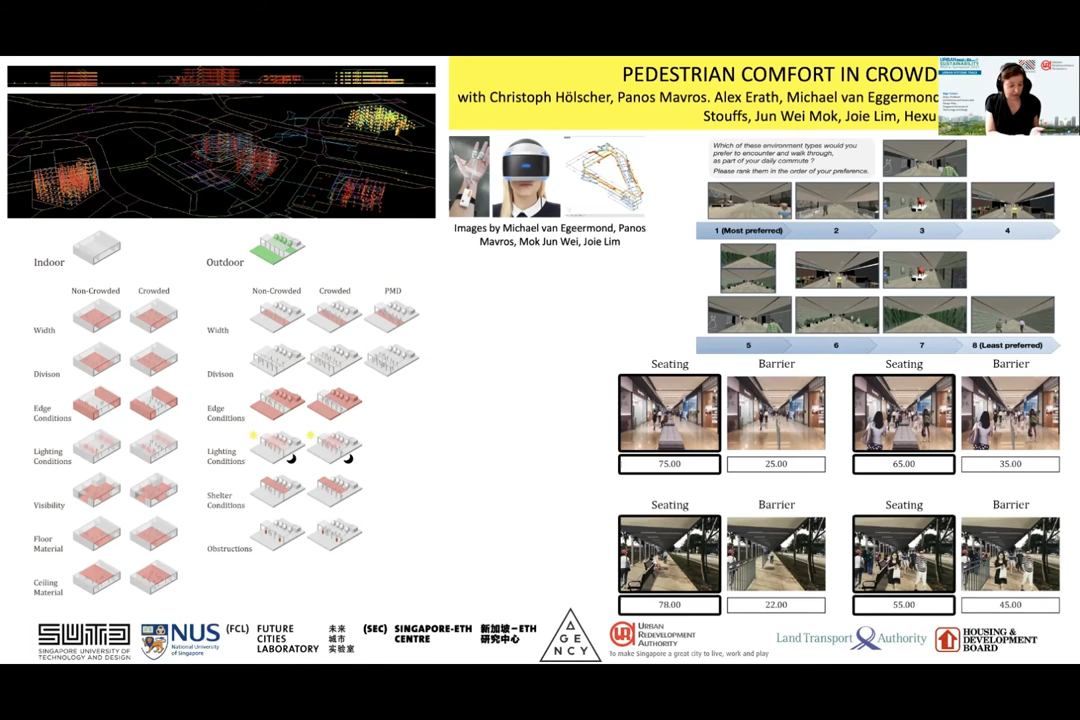 PEDESTRIAN COMFORT IN CROWD
with Christoph Hölscher, Panos Mavros. Alex Erath, Michael van Eggermond
Stouffs, Jun Wei Mok, Joie Lim, Hexu
URBAN
SUSTAINABILITY
Images by Michael van Egeermond, Panos
Mavros, Mok Jun Wei, Joie Lim
Which of these environment types would you
prefer to encounter and walk through,
as part of your daily commute ?
Please rank them in the order of your preference.
1 (Most preferred) 2 3 4
5 6 7 8 (Least preferred)
Indoor
Outdoor
Non-Crowded Crowded
Non-Crowded Crowded PMD
Width
Width
Divison
Divison
Edge
Conditions
Edge
Conditions
Lighting
Conditions
Lighting
Conditions
Visibility
Shelter
Conditions
Floor
Material
Obstructions
Ceiling
Material
Seating Barrier Seating Barrier
75.00 25.00 65.00 35.00
Seating Barrier Seating Barrier
78.00 22.00 55.00 45.00
SUTD
SINGAPORE UNIVERSITY OF
TECHNOLOGY AND DESIGN
NUS
National University
of Singapore
(FCL) FUTURE
CITIES
LABORATORY
未来
城市
实验室
(SEC) SINGAPORE-ETH
CENTRE
新加坡–ETH
研究中心
A
GE
NCY
URBAN
REDEVELOPMENT
AUTHORITY
To make Singapore a great city to live, work and play
Land Transport Authority
HOUSING &
DEVELOPMENT
BOARD